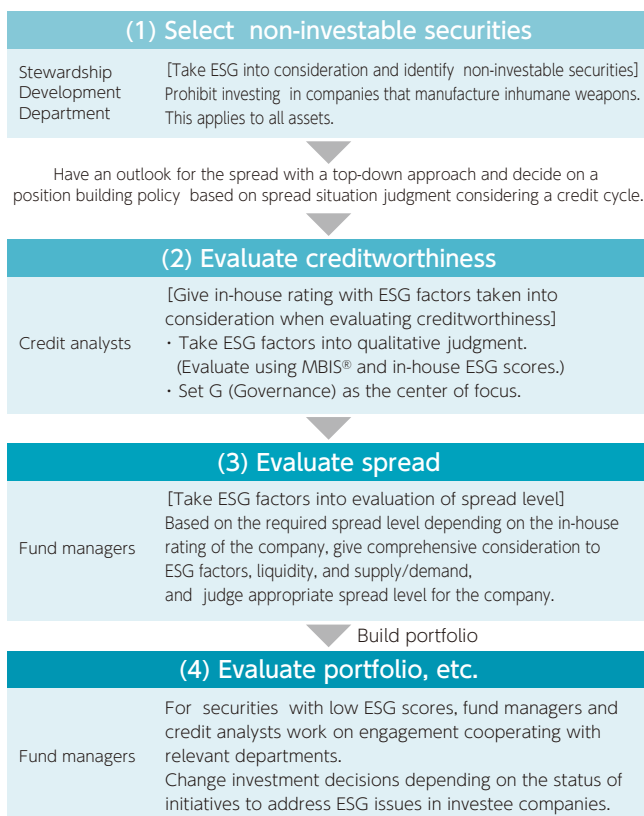 (1) Select non-investable securities
Stewardship
Development
Department
[Take ESG into consideration and identify non-investable securities]
Prohibit investing in companies that manufacture inhumane weapons.
This applies to all assets.
Have an outlook for the spread with a top-down approach and decide on a
position building policy based on spread situation judgment considering a credit cycle.
(2) Evaluate creditworthiness
Credit analysts
[Give in-house rating with ESG factors taken into
consideration when evaluating creditworthiness]
・Take ESG factors into qualitative judgment.
(Evaluate using MBIS® and in-house ESG scores.)
・Set G (Governance) as the center of focus.
(3) Evaluate spread
Fund managers
[Take ESG factors into evaluation of spread level]
Based on the required spread level depending on the in-house
rating of the company, give comprehensive consideration to
ESG factors, liquidity, and supply/demand,
and judge appropriate spread level for the company.
Build portfolio
(4) Evaluate portfolio, etc.
Fund managers
For securities with low ESG scores, fund managers and
credit analysts work on engagement cooperating with
relevant departments.
Change investment decisions depending on the status of
initiatives to address ESG issues in investee companies.